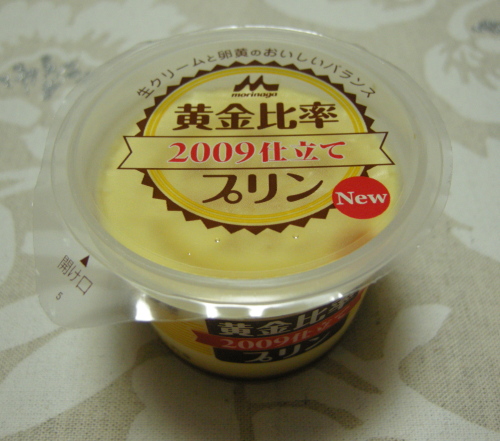 生クリームと卵黄のおいしいバランス
morinaga
黄金比率
2009仕立て
プリン
New
開け口
5
黄金比率
2009仕立て
プリン